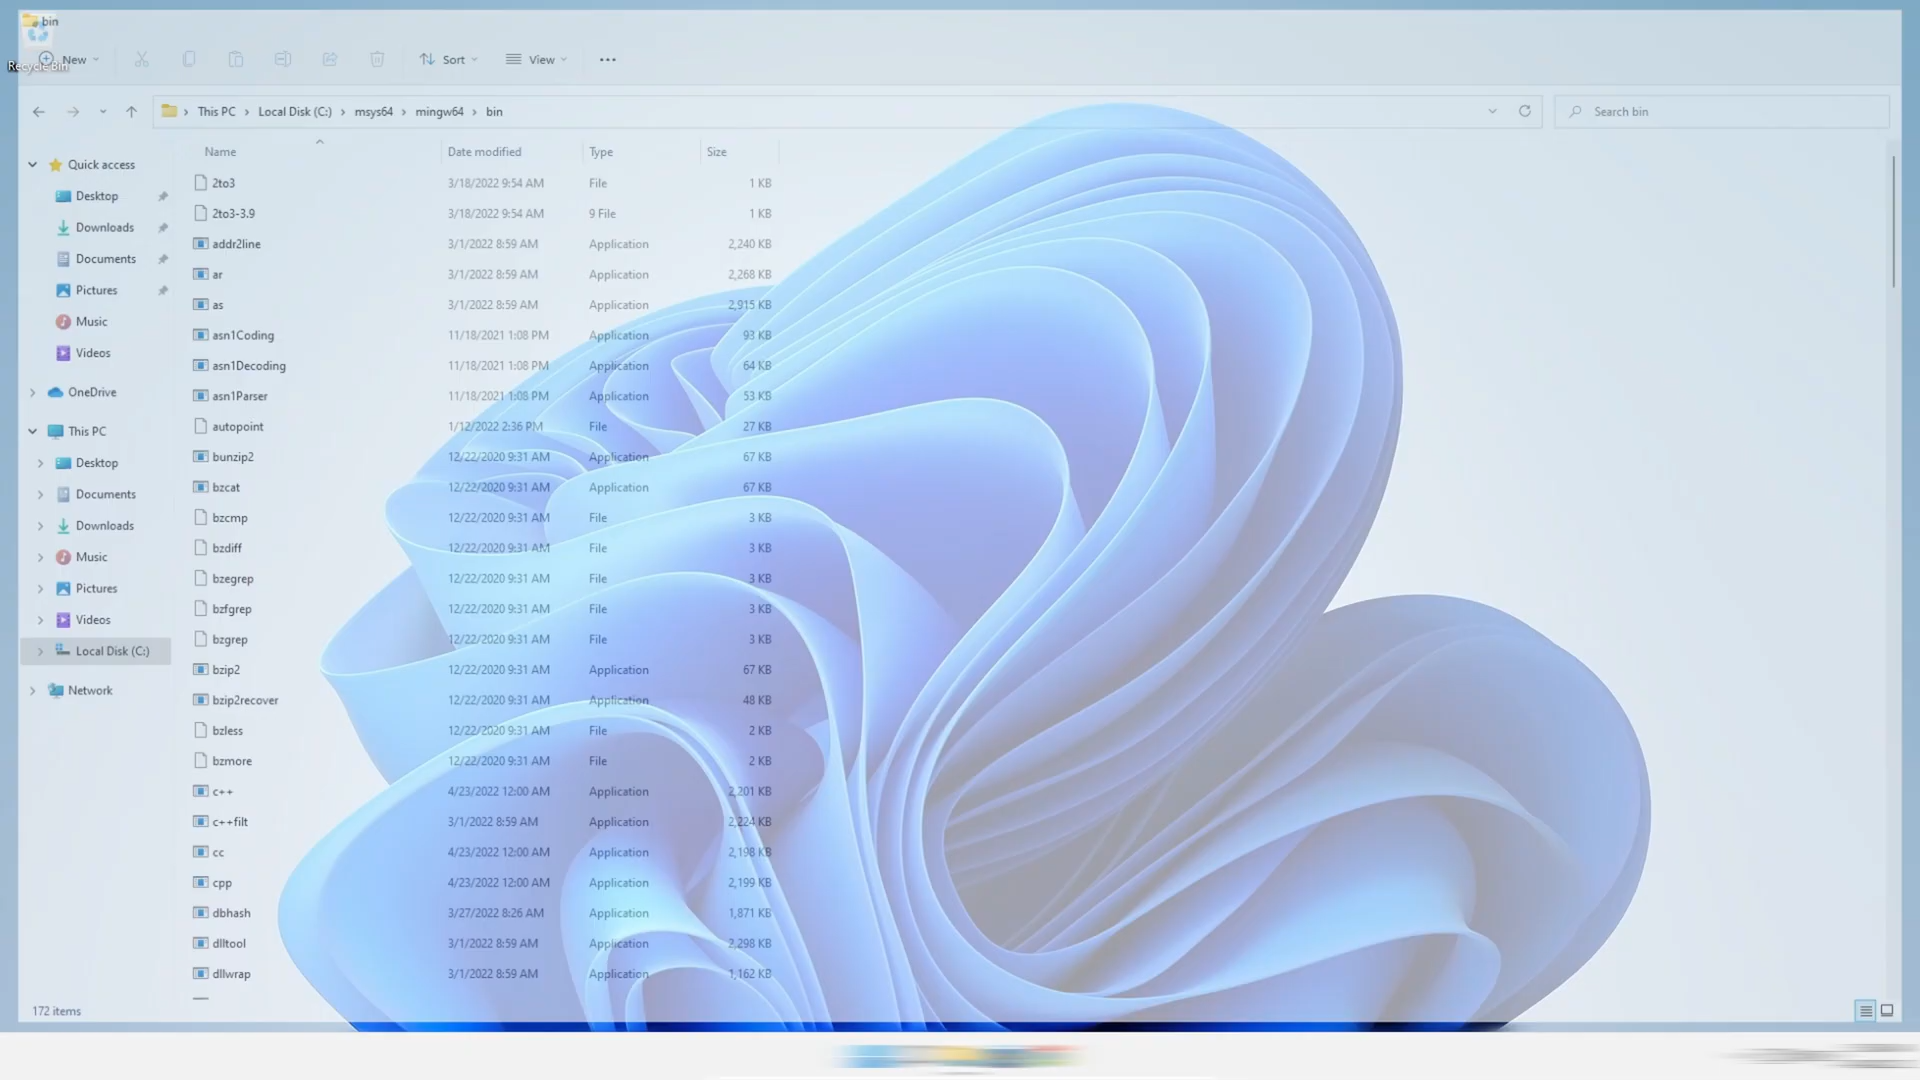 bin
Recycle Bin
New
Sort
View
This PC
Local Disk (C:)
msys64
mingw64
bin
Search bin
Name Date modified Type Size
Quick access
Desktop
Downloads
Documents
Pictures
Music
Videos
OneDrive
This PC
Desktop
Documents
Downloads
Music
Pictures
Videos
Local Disk (C:)
Network
2to3 3/18/2022 9:54 AM File 1 KB
2to3-3.9 3/18/2022 9:54 AM 9 File 1 KB
addr2line 3/1/2022 8:59 AM Application 2,240 KB
ar 3/1/2022 8:59 AM Application 2,268 KB
as 3/1/2022 8:59 AM Application 2,915 KB
asn1Coding 11/18/2021 1:08 PM Application 93 KB
asn1Decoding 11/18/2021 1:08 PM Application 64 KB
asn1Parser 11/18/2021 1:08 PM Application 53 KB
autopoint 1/12/2022 2:36 PM File 27 KB
bunzip2 12/22/2020 9:31 AM Application 67 KB
bzcat 12/22/2020 9:31 AM Application 67 KB
bzcmp 12/22/2020 9:31 AM File 3 KB
bzdiff 12/22/2020 9:31 AM File 3 KB
bzegrep 12/22/2020 9:31 AM File 3 KB
bzfgrep 12/22/2020 9:31 AM File 3 KB
bzgrep 12/22/2020 9:31 AM File 3 KB
bzip2 12/22/2020 9:31 AM Application 67 KB
bzip2recover 12/22/2020 9:31 AM Application 48 KB
bzless 12/22/2020 9:31 AM File 2 KB
bzmore 12/22/2020 9:31 AM File 2 KB
c++ 4/23/2022 12:00 AM Application 2,201 KB
c++filt 3/1/2022 8:59 AM Application 2,224 KB
cc 4/23/2022 12:00 AM Application 2,198 KB
cpp 4/23/2022 12:00 AM Application 2,199 KB
dbhash 3/27/2022 8:26 AM Application 1,871 KB
dlltool 3/1/2022 8:59 AM Application 2,298 KB
dllwrap 3/1/2022 8:59 AM Application 1,162 KB
172 items